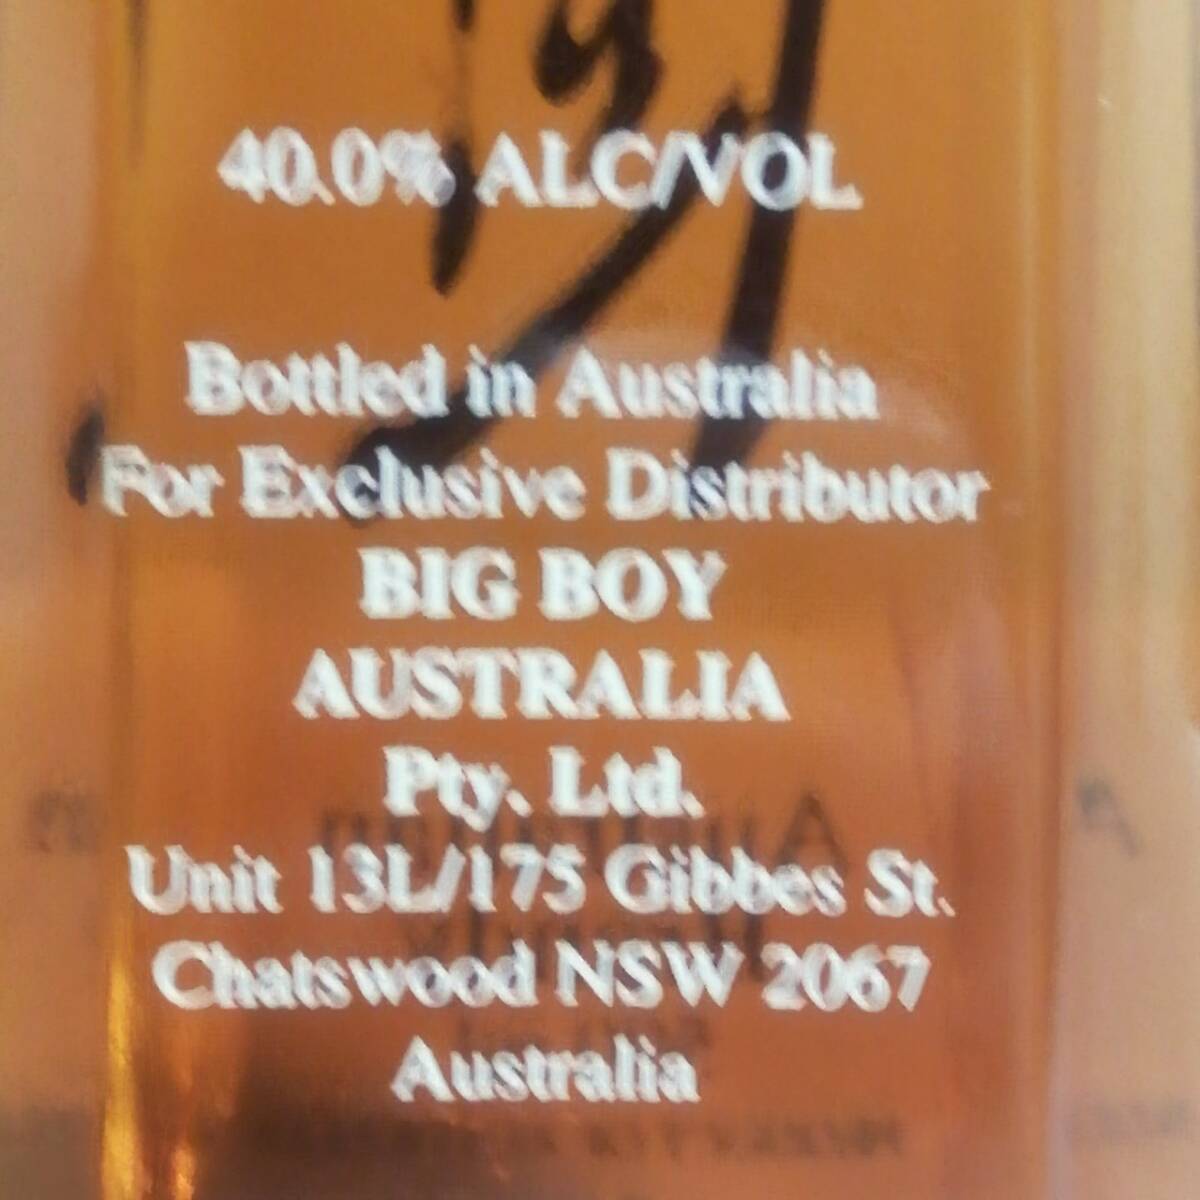 40.0% ALC/VOL
Bottled in Australia
For Exclusive Distributor
BIG BOY
AUSTRALIA
Pty. Ltd.
Unit 13L/175 Gibbes St.
Chatswood NSW 2067
Australia